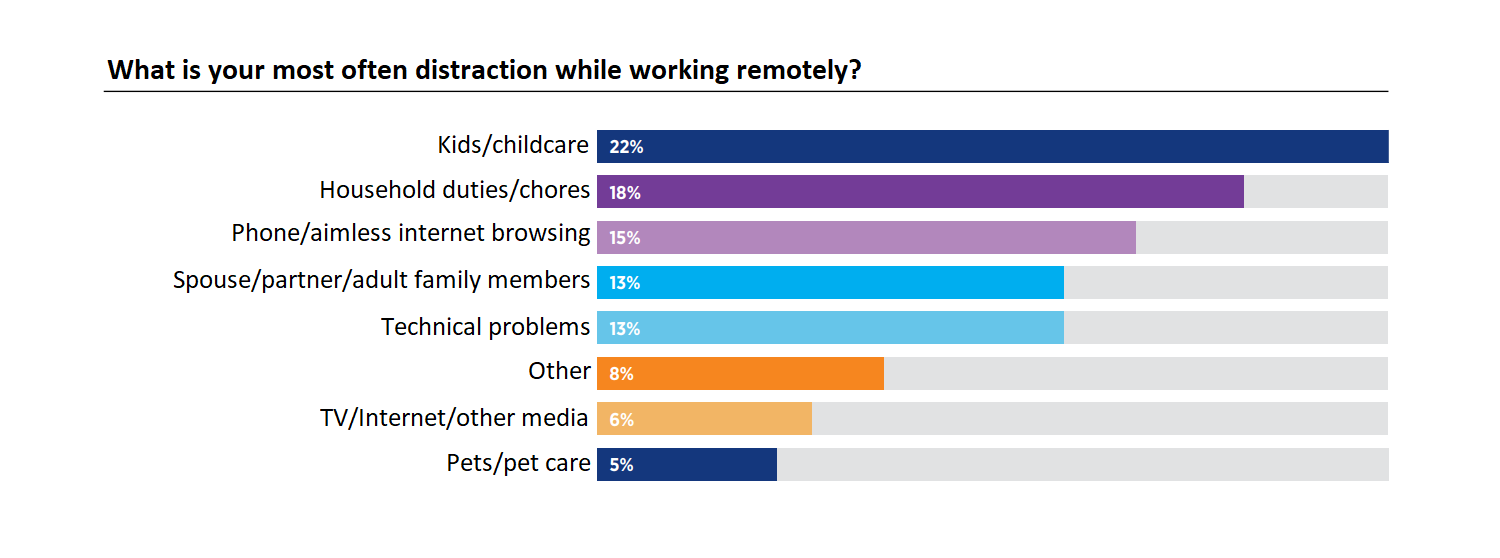 What is your most often distraction while working remotely?
Kids/childcare 22%
Household duties/chores 18%
Phone/aimless internet browsing 15%
Spouse/partner/adult family members 13%
Technical problems 13%
Other 8%
TV/Internet/other media 6%
Pets/pet care 5%